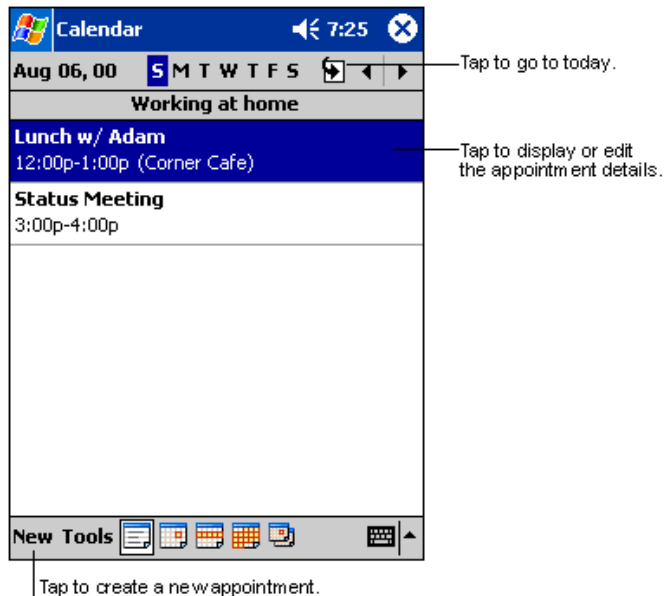 Calendar 7:25
Aug 06, 00 S M T W T F S
Tap to go to today.
Working at home
Lunch w/ Adam
12:00p-1:00p (Corner Cafe)
Tap to display or edit
the appointment details.
Status Meeting
3:00p-4:00p
New Tools
Tap to create a new appointment.